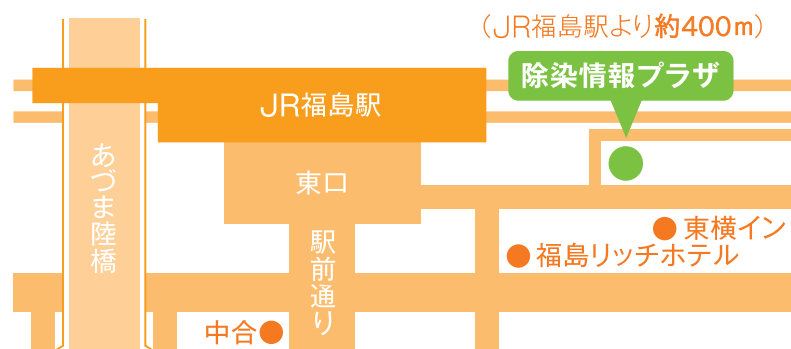 （JR福島駅より約400m）
除染情報プラザ
JR福島駅
あづま陸橋
東口
駅前通り
東横イン
福島リッチホテル
中合